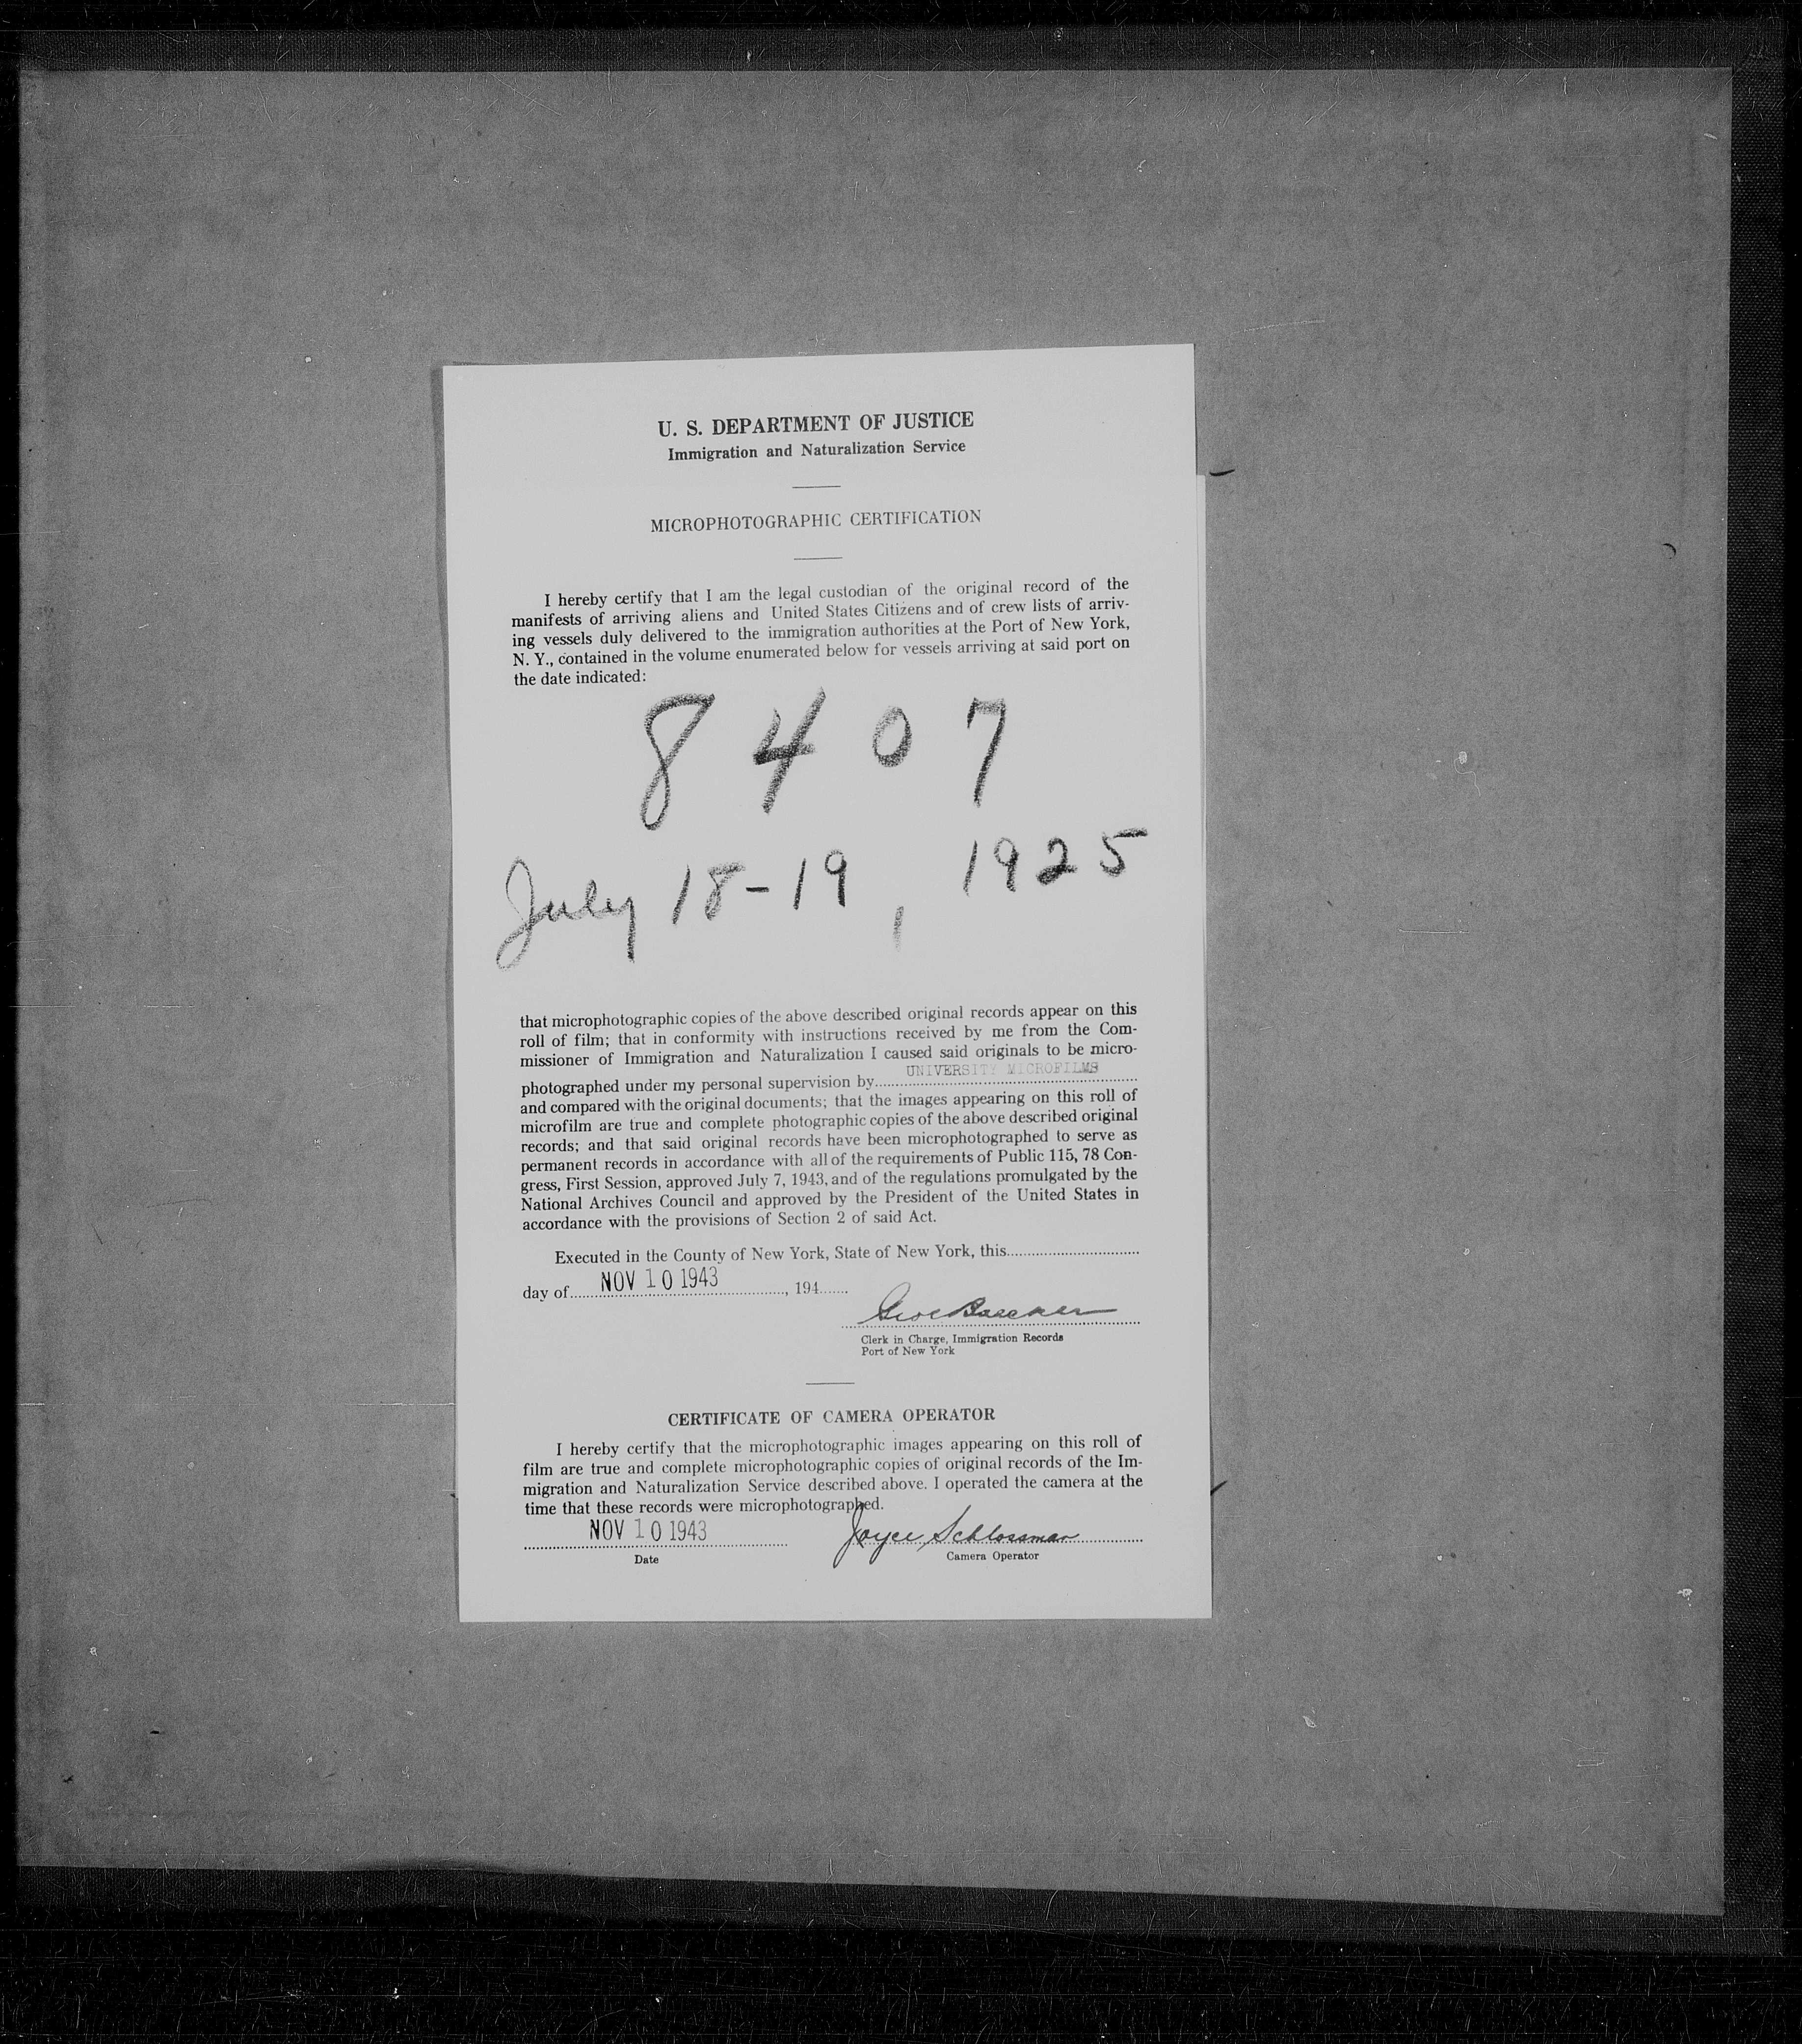 U. S. DEPARTMENT OF JUSTICE
Immigration and Naturalization Service
MICROPHOTOGRAPHIC CERTIFICATION
I hereby certify that I am the legal custodian of the original record of the
manifests of arriving aliens and United States Citizens and of crew lists of arriv-
ing vessels duly delivered to the immigration authorities at the Port of New York,
N. Y., contained in the volume enumerated below for vessels arriving at said port on
the date indicated:
8407
July 18-19, 1925
that microphotographic copies of the above described original records appear on this
roll of film; that in conformity with instructions received by me from the Com-
missioner of Immigration and Naturalization I caused said originals to be micro-
UNIVERSITY MICROFILMS
photographed under my personal supervision by
and compared with the original documents; that the images appearing on this roll of
microfilm are true and complete photographic copies of the above described original
records; and that said original records have been microphotographed to serve as
permanent records in accordance with all of the requirements of Public 115, 78 Con-
gress, First Session, approved July 7, 1943, and of the regulations promulgated by the
National Archives Council and approved by the President of the United States in
accordance with the provisions of Section 2 of said Act.
Executed in the County of New York, State of New York, this
day of NOV 10 1943, 194
Clerk in Charge, Immigration Records
Port of New York
CERTIFICATE OF CAMERA OPERATOR
I hereby certify that the microphotographic images appearing on this roll of
film are true and complete microphotographic copies of original records of the Im-
migration and Naturalization Service described above. I operated the camera at the
time that these records were microphotographed.
NOV 10 1943 Joyce Schlossman
Date Camera Operator